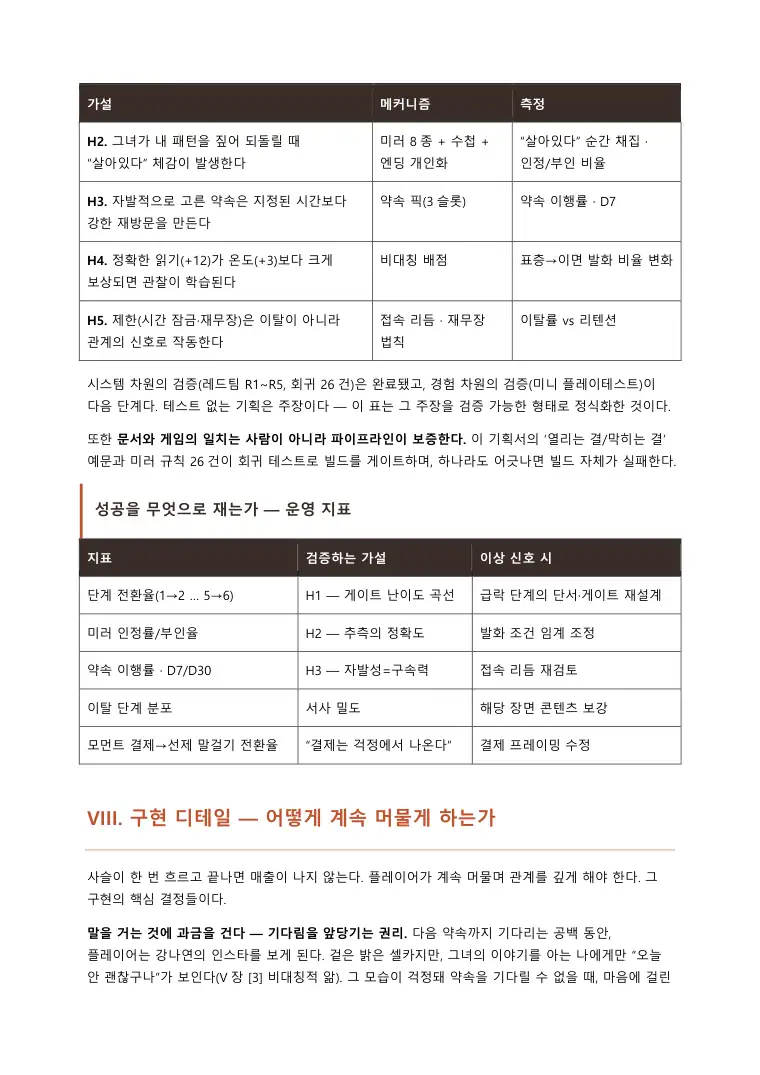 가설 메커니즘 측정
H2. 그녀가 내 패턴을 짚어 되돌릴 때 미러 8종 + 수첩 + “살아있다” 순간 채집 ·
“살아있다” 체감이 발생한다 엔딩 개인화 인정/부인 비율
H3. 자발적으로 고른 약속은 지정된 시간보다 약속 픽(3 슬롯) 약속 이행률 · D7
강한 재방문을 만든다
H4. 정확한 읽기(+12)가 온도(+3)보다 크게 비대칭 배점 표층→이면 발화 비율 변화
보상되면 관찰이 학습된다
H5. 제한(시간 잠금·재무장)은 이탈이 아니라 접속 리듬 · 재무장 이탈률 vs 리텐션
관계의 신호로 작동한다 법칙
시스템 차원의 검증(레드팀 R1~R5, 회귀 26 건)은 완료됐고, 경험 차원의 검증(미니 플레이테스트)이
다음 단계다. 테스트 없는 기획은 주장이다 — 이 표는 그 주장을 검증 가능한 형태로 정식화한 것이다.
또한 문서와 게임의 일치는 사람이 아니라 파이프라인이 보증한다. 이 기획서의 ‘열리는 결/막히는 결’
예문과 미러 규칙 26 건이 회귀 테스트로 빌드를 게이트하며, 하나라도 어긋나면 빌드 자체가 실패한다.
성공을 무엇으로 재는가 — 운영 지표
지표 검증하는 가설 이상 신호 시
단계 전환율(1→2 … 5→6) H1 — 게이트 난이도 곡선 급락 단계의 단서·게이트 재설계
미러 인정률/부인율 H2 — 추측의 정확도 발화 조건 임계 조정
약속 이행률 · D7/D30 H3 — 자발성=구속력 접속 리듬 재검토
이탈 단계 분포 서사 밀도 해당 장면 콘텐츠 보강
모먼트 결제→선제 말걸기 전환율 “결제는 걱정에서 나온다” 결제 프레이밍 수정
VIII. 구현 디테일 — 어떻게 계속 머물게 하는가
사슬이 한 번 흐르고 끝나면 매출이 나지 않는다. 플레이어가 계속 머물며 관계를 깊게 해야 한다. 그
구현의 핵심 결정들이다.
말을 거는 것에 과금을 건다 — 기다림을 앞당기는 권리. 다음 약속까지 기다리는 공백 동안,
플레이어는 강나연의 인스타를 보게 된다. 겉은 밝은 셀카지만, 그녀의 이야기를 아는 나에게만 “오늘
안 괜찮구나”가 보인다(V 장 [3] 비대칭적 앎). 그 모습이 걱정돼 약속을 기다릴 수 없을 때, 마음에 걸린